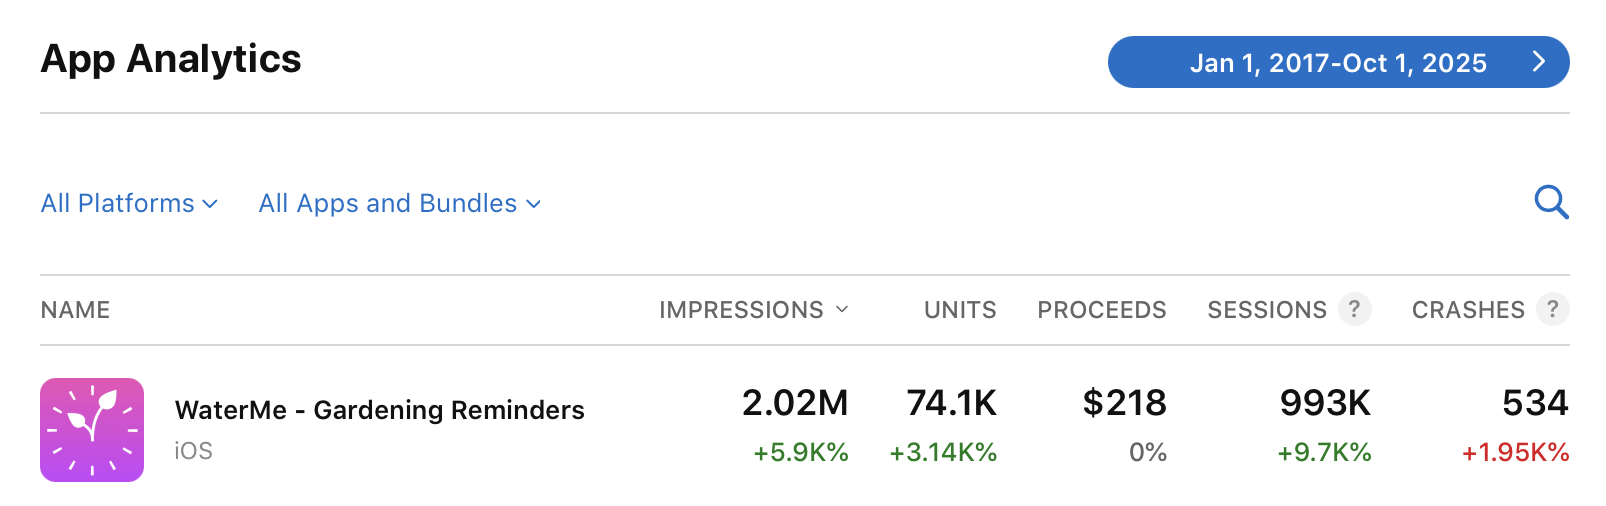 App Analytics
Jan 1, 2017-Oct 1, 2025
All Platforms All Apps and Bundles
NAME IMPRESSIONS UNITS PROCEEDS SESSIONS ? CRASHES ?
WaterMe - Gardening Reminders 2.02M 74.1K $218 993K 534
iOS +5.9K% +3.14K% 0% +9.7K% +1.95K%